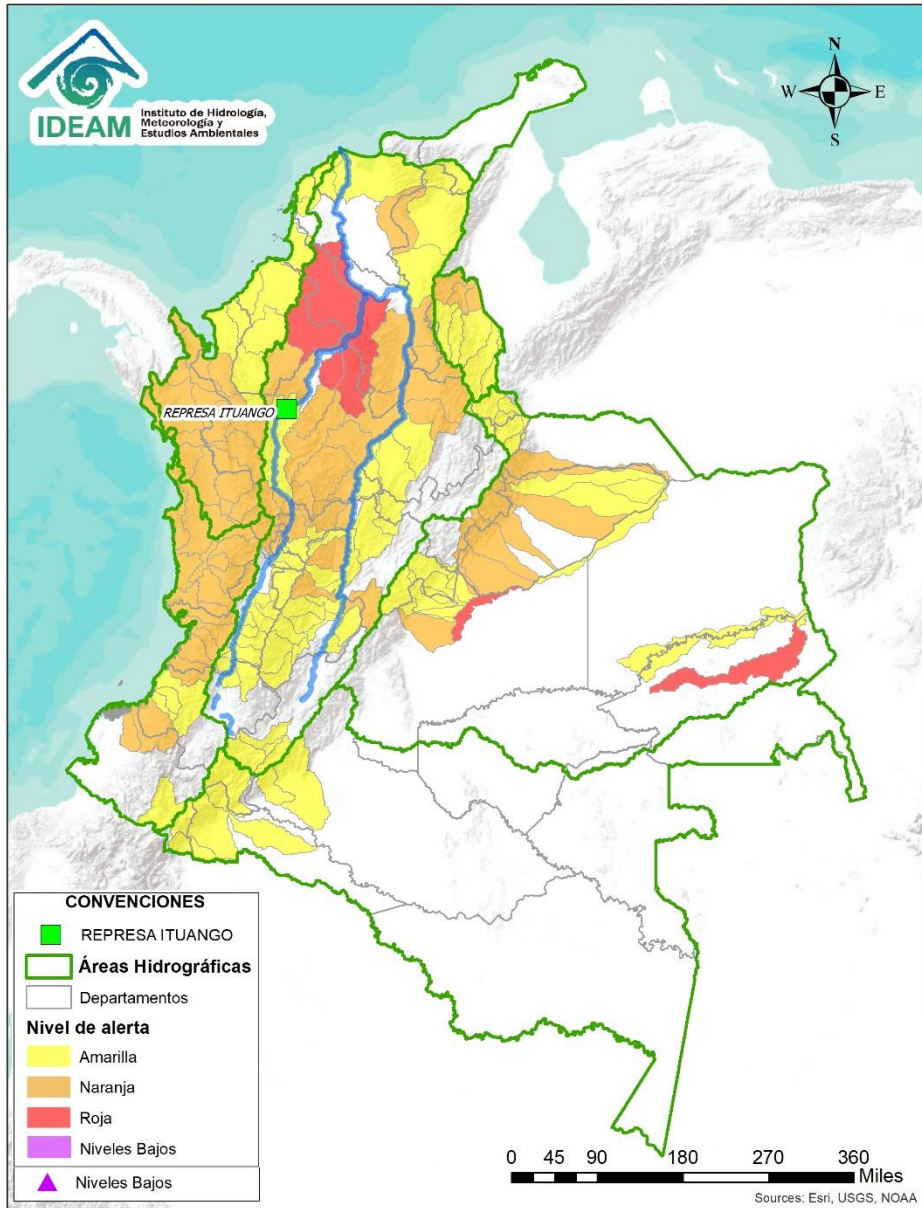 IDEAM
Instituto de Hidrología,
Meteorología y
Estudios Ambientales
N
W
E
S
REPRESA ITUANGO
CONVENCIONES
REPRESA ITUANGO
Áreas Hidrográficas
Departamentos
Nivel de alerta
Amarilla
Naranja
Roja
Niveles Bajos
Niveles Bajos
0 45 90 180 270 360
Miles
Sources: Esri, USGS, NOAA